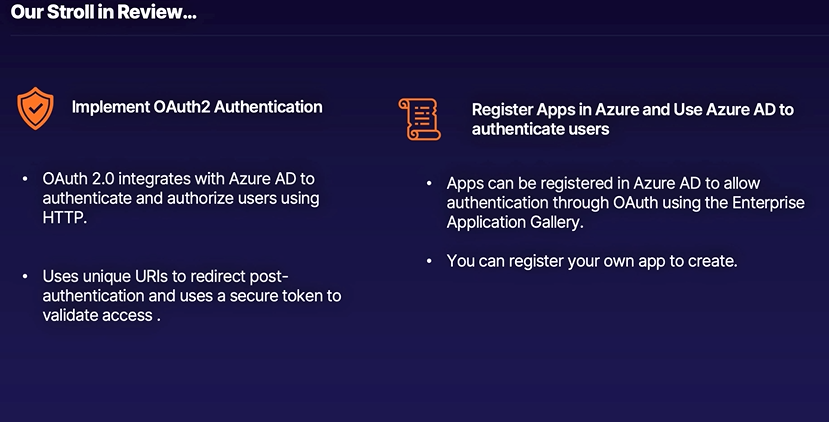 Our Stroll in Review...
Implement OAuth2 Authentication
• OAuth 2.0 integrates with Azure AD to
authenticate and authorize users using
HTTP.
• Uses unique URIs to redirect post-
authentication and uses a secure token to
validate access .
Register Apps in Azure and Use Azure AD to
authenticate users
• Apps can be registered in Azure AD to allow
authentication through OAuth using the Enterprise
Application Gallery.
• You can register your own app to create.